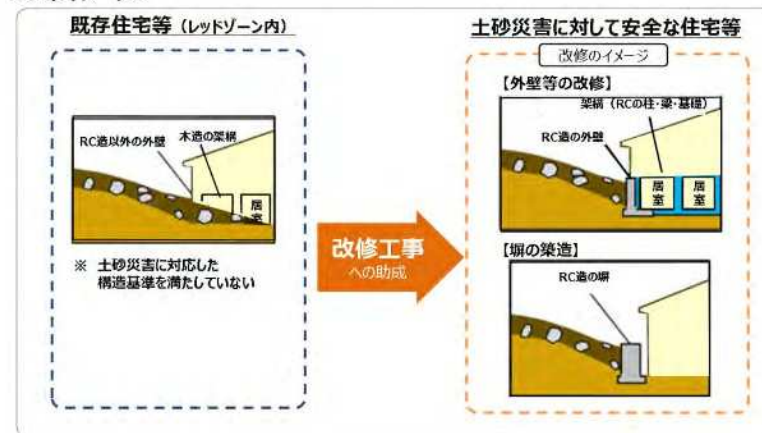 既存住宅等（レッドゾーン内）
RC造以外の外壁
木造の架構
居室
※ 土砂災害に対応した
構造基準を満たしていない
改修工事
への助成
土砂災害に対して安全な住宅等
改修のイメージ
【外壁等の改修】
架構（RCの柱・梁・基礎）
RC造の外壁
居室
居室
【塀の築造】
RC造の塀